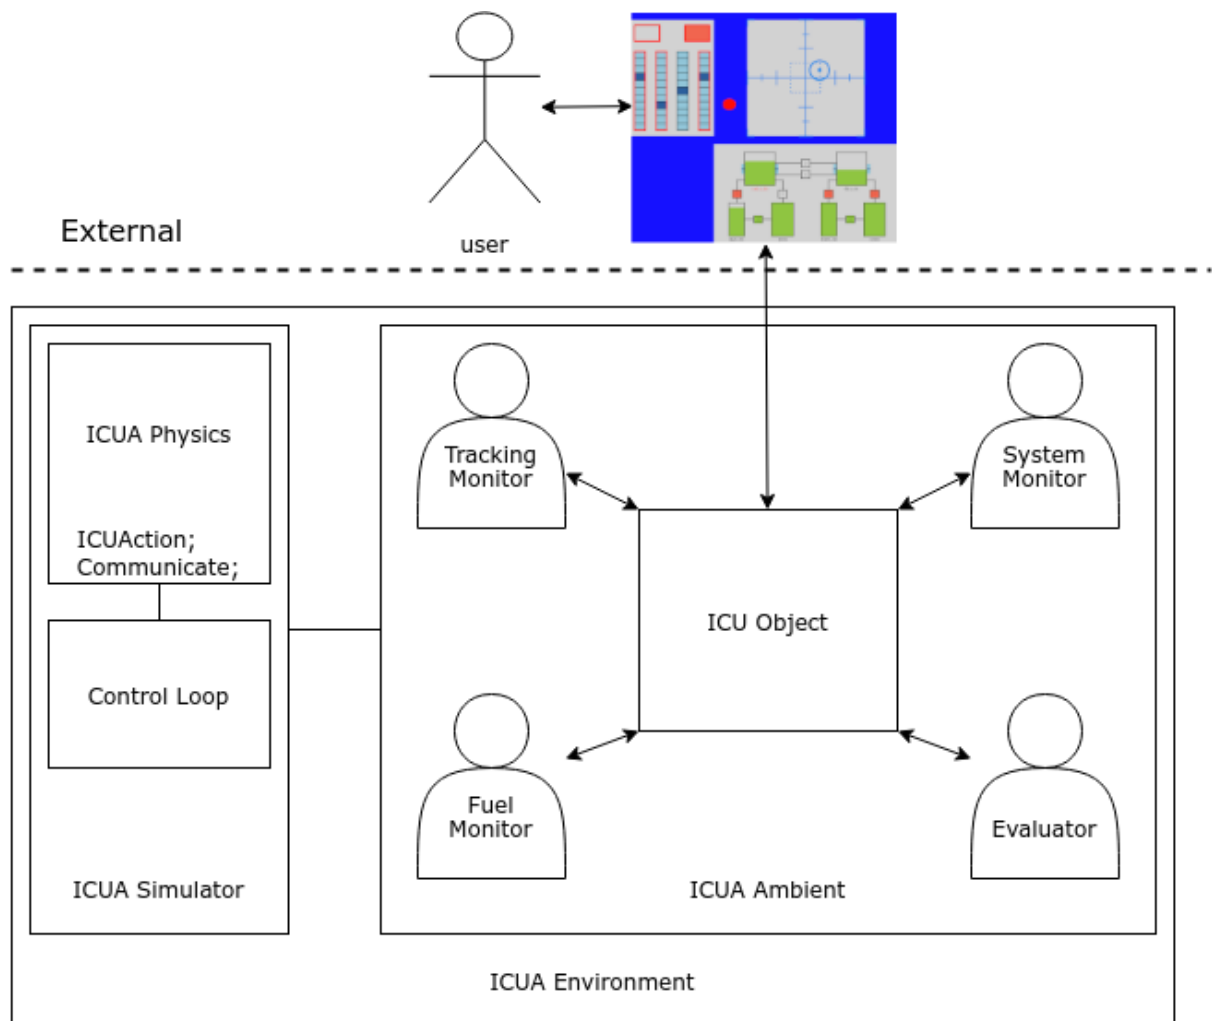 External
user
ICUA Physics
ICUAction;
Communicate;
Control Loop
ICUA Simulator
Tracking
Monitor
System
Monitor
ICU Object
Fuel
Monitor
Evaluator
ICUA Ambient
ICUA Environment